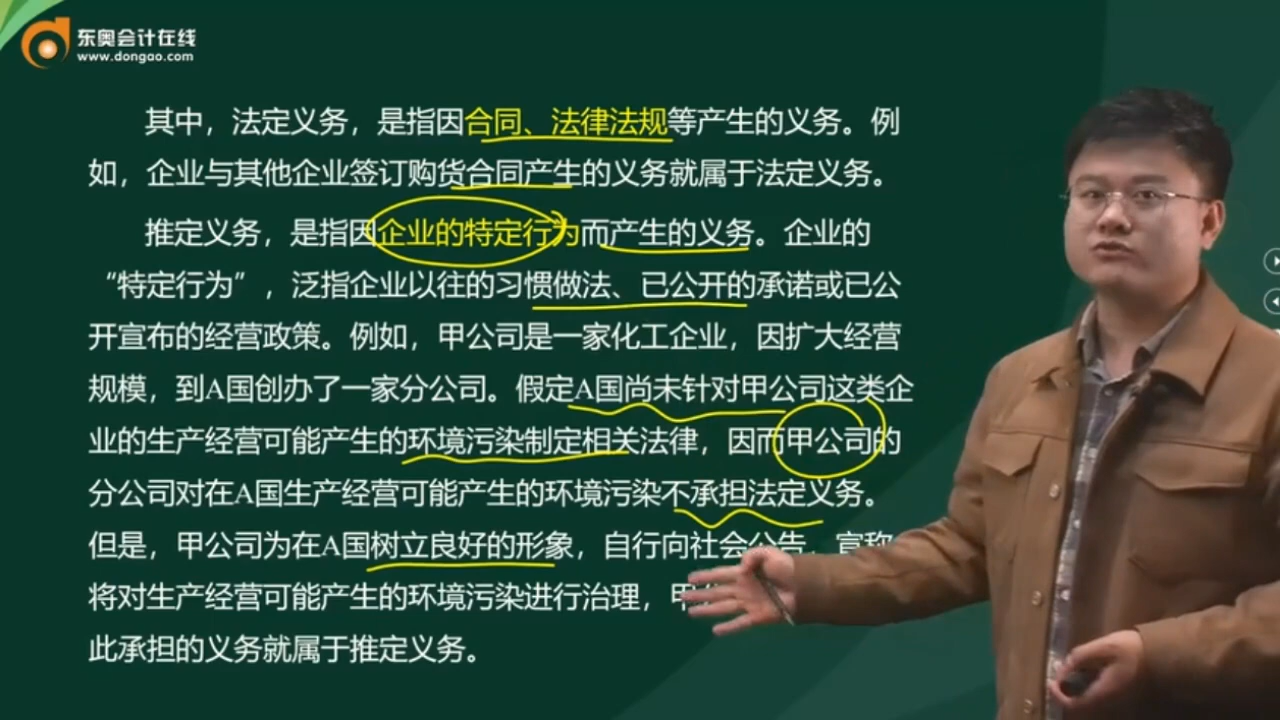 东奥会计在线
www.dongao.com
其中，法定义务，是指因合同、法律法规等产生的义务。例
如，企业与其他企业签订购货合同产生的义务就属于法定义务。
推定义务，是指因企业的特定行为而产生的义务。企业的
“特定行为”，泛指企业以往的习惯做法、已公开的承诺或已公
开宣布的经营政策。例如，甲公司是一家化工企业，因扩大经营
规模，到A国创办了一家分公司。假定A国尚未针对甲公司这类企
业的生产经营可能产生的环境污染制定相关法律，因而甲公司的
分公司对在A国生产经营可能产生的环境污染不承担法定义务。
但是，甲公司为在A国树立良好的形象，自行向社会公告，宣称
将对生产经营可能产生的环境污染进行治理，甲
此承担的义务就属于推定义务。